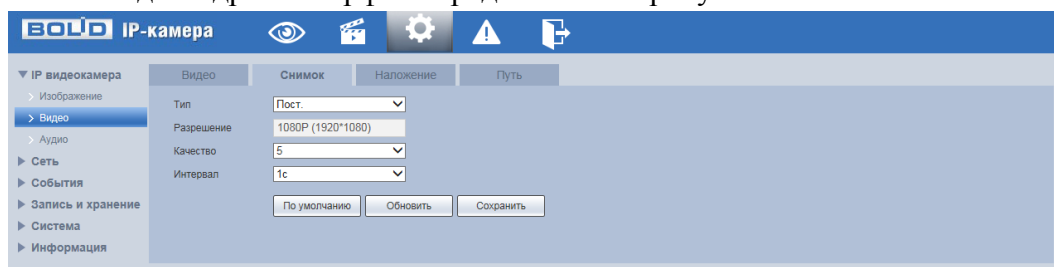 BOLID IP-камера
IP видеокамера
Изображение
Видео
Аудио
Сеть
События
Запись и хранение
Система
Информация
Видео Снимок Наложение Путь
Тип Пост.
Разрешение 1080P (1920*1080)
Качество 5
Интервал 1с
По умолчанию Обновить Сохранить